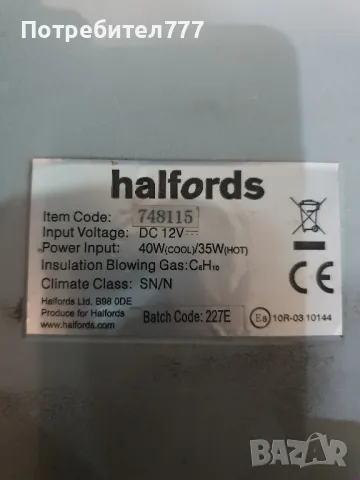 Потребител777
halfords
Item Code: 748115
Input Voltage: DC 12V
Power Input: 40W(COOL)/35W(HOT)
Insulation Blowing Gas:C₅H₁₀
Climate Class: SN/N
Halfords Ltd. B98 0DE
Produce for Halfords
www.halfords.com
Batch Code: 227E
CE
Ea 10R-03 10144
BAZAR